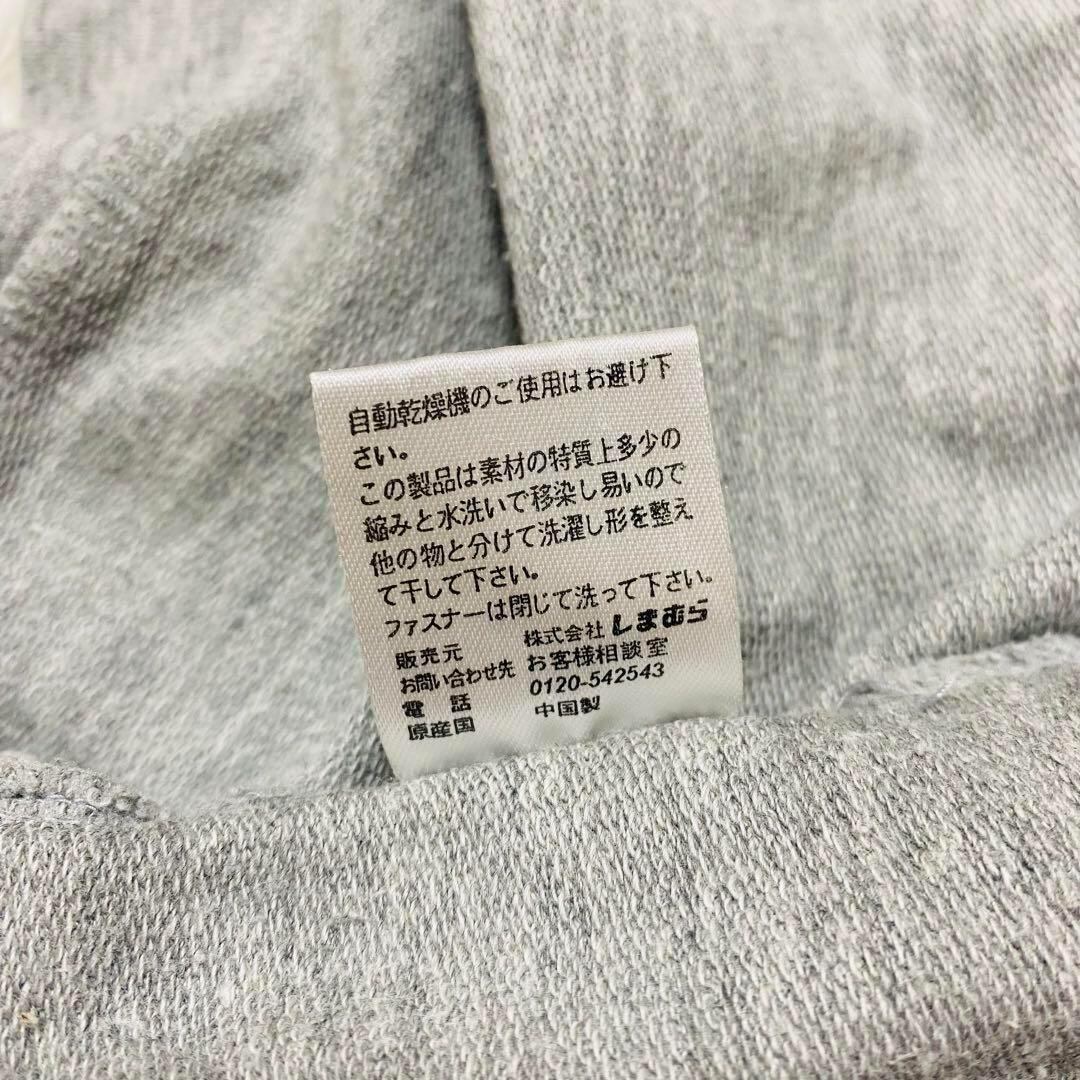 自動乾燥機のご使用はお避け下
さい。
この製品は素材の特質上多少の
縮みと水洗いで移染し易いので
他の物と分けて洗濯し形を整え
て干して下さい。
ファスナーは閉じて洗って下さい。
販売元 株式会社しまむら
お問い合わせ先 お客様相談室
電話 0120-542543
原産国 中国製